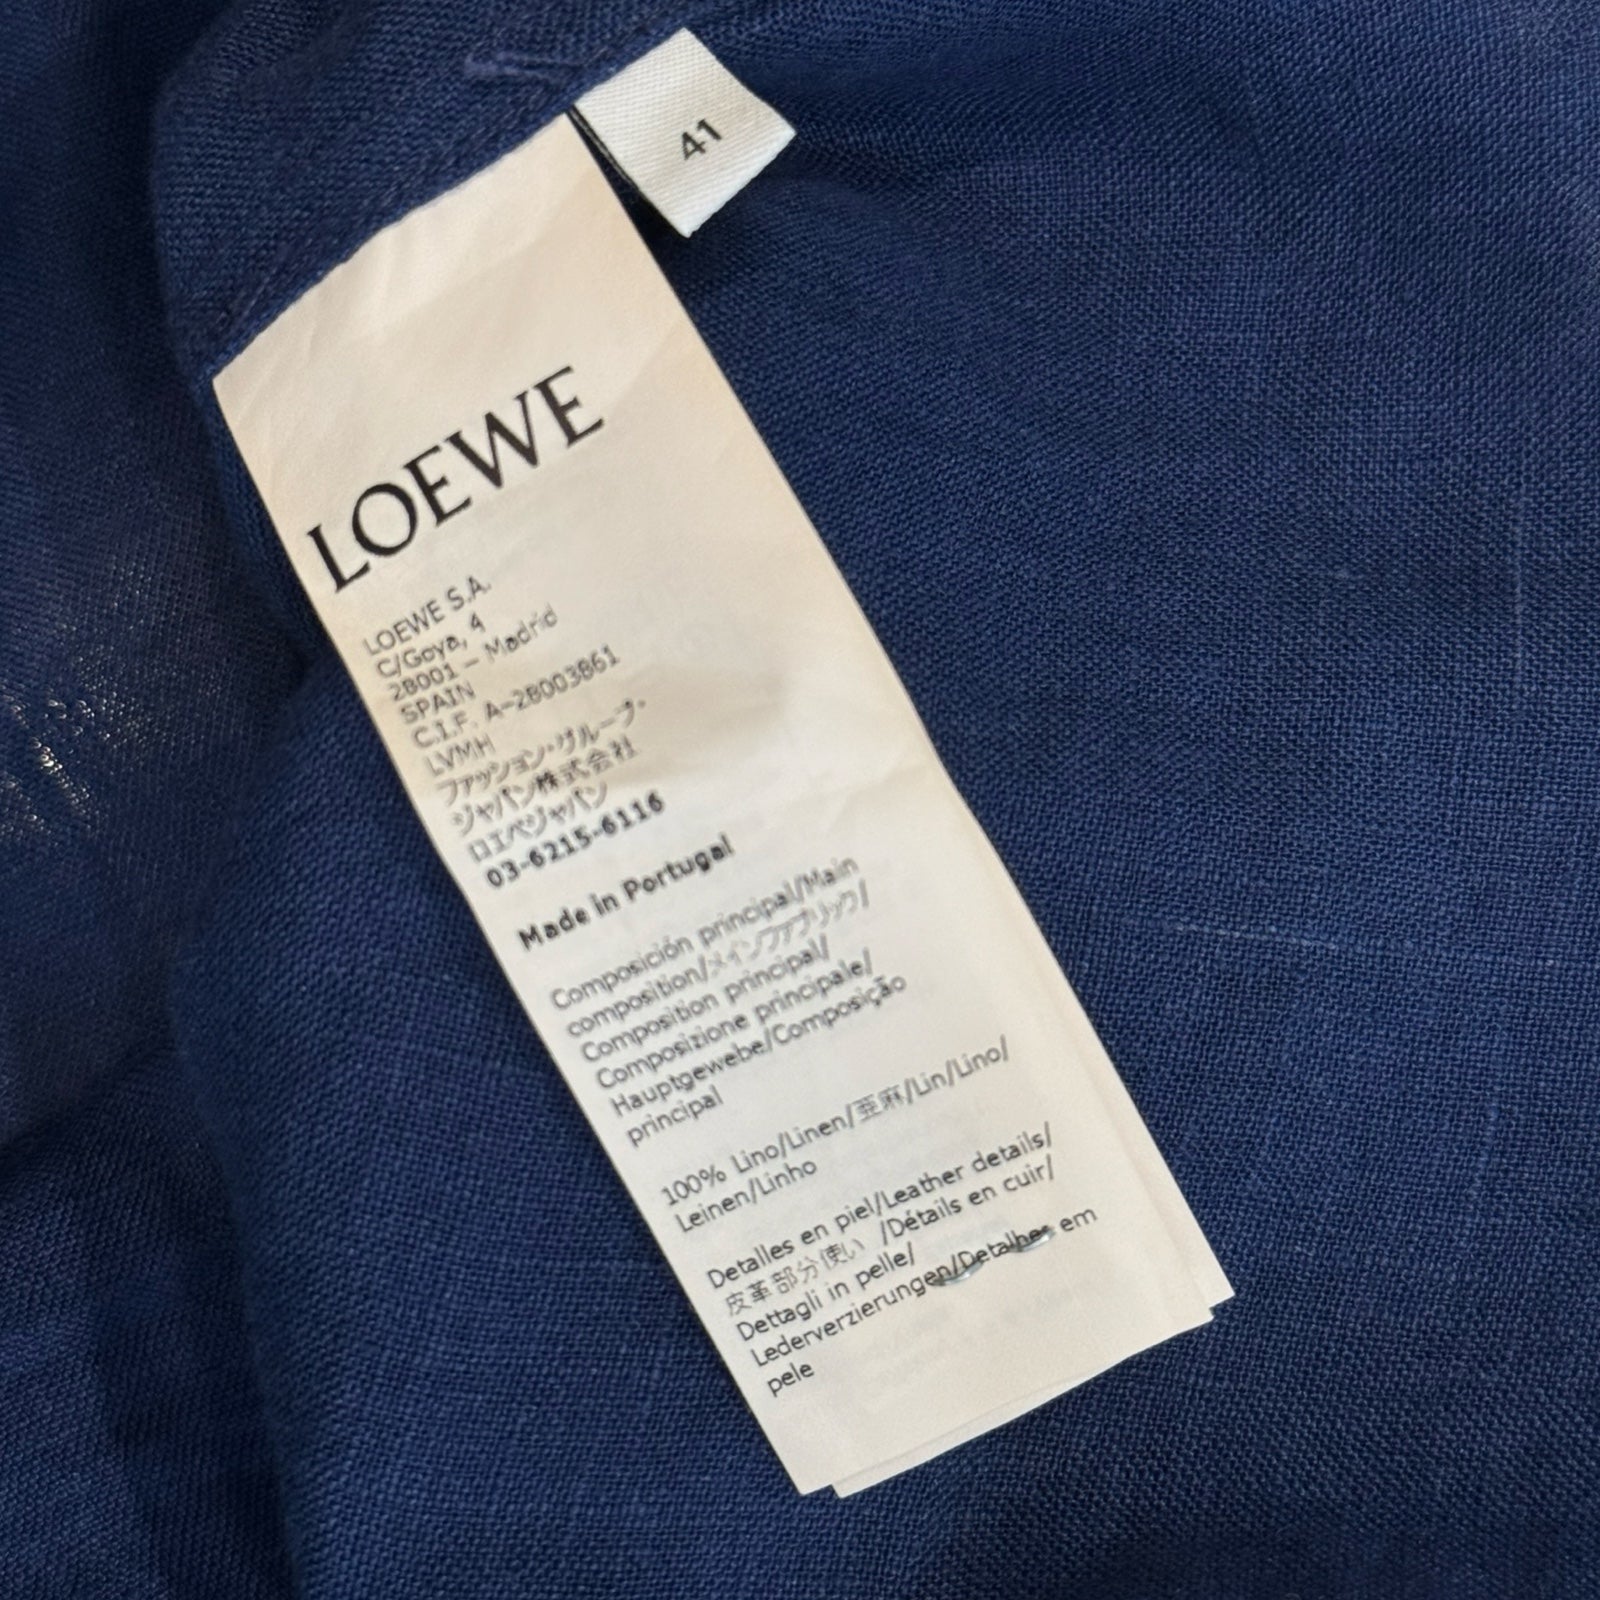 41
LOEWE
LOEWE S.A.
C/Goya, 4
28001 - Madrid
SPAIN
C.I.F. A-28003861
LVMH
ファッション・グループ・
ジャパン株式会社
ロエベジャパン
03-6215-6116
Made in Portugal
Composición principal/Main
composition/メインファブリック/
Composition principal/
Composizione principale/
Hauptgewebe/Composição
principal
100% Lino/Linen/亜麻/Lin/Lino/
Leinen/Linho
Detalles en piel/Leather details/
皮革部分使い /Détails en cuir/
Dettagli in pelle/
Lederverzierungen/Detalhes em
pele